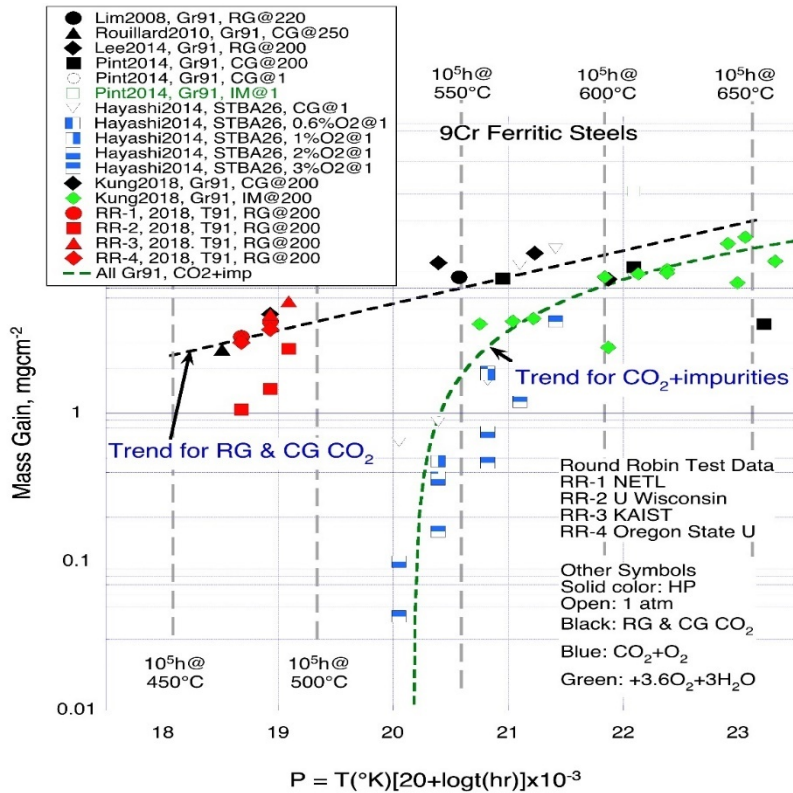 Lim2008, Gr91, RG@220
Rouillard2010, Gr91, CG@250
Lee2014, Gr91, RG@200
Pint2014, Gr91, CG@200
Pint2014, Gr91, CG@1
Pint2014, Gr91, IM@1
Hayashi2014, STBA26, CG@1
Hayashi2014, STBA26, 0.6%O2@1
Hayashi2014, STBA26, 1%O2@1
Hayashi2014, STBA26, 2%O2@1
Hayashi2014, STBA26, 3%O2@1
Kung2018, Gr91, CG@200
Kung2018, Gr91, IM@200
RR-1, 2018, T91, RG@200
RR-2, 2018, T91, RG@200
RR-3, 2018, T91, RG@200
RR-4, 2018, T91, RG@200
All Gr91, CO2+imp
10⁵h@
550°C
10⁵h@
600°C
10⁵h@
650°C
9Cr Ferritic Steels
Trend for CO₂+impurities
Trend for RG & CG CO₂
Round Robin Test Data
RR-1 NETL
RR-2 U Wisconsin
RR-3 KAIST
RR-4 Oregon State U
Other Symbols
Solid color: HP
Open: 1 atm
Black: RG & CG CO₂
Blue: CO₂+O₂
Green: +3.6O₂+3H₂O
10⁵h@
450°C
10⁵h@
500°C
Mass Gain, mgcm⁻²
1
0.1
0.01
18 19 20 21 22 23
P = T(°K)[20+logt(hr)]x10⁻³